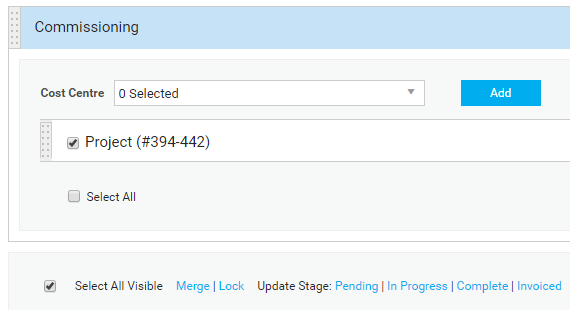 Commissioning
Cost Centre 0 Selected Add
Project (#394-442)
Select All
Select All Visible Merge | Lock Update Stage: Pending | In Progress | Complete | Invoiced